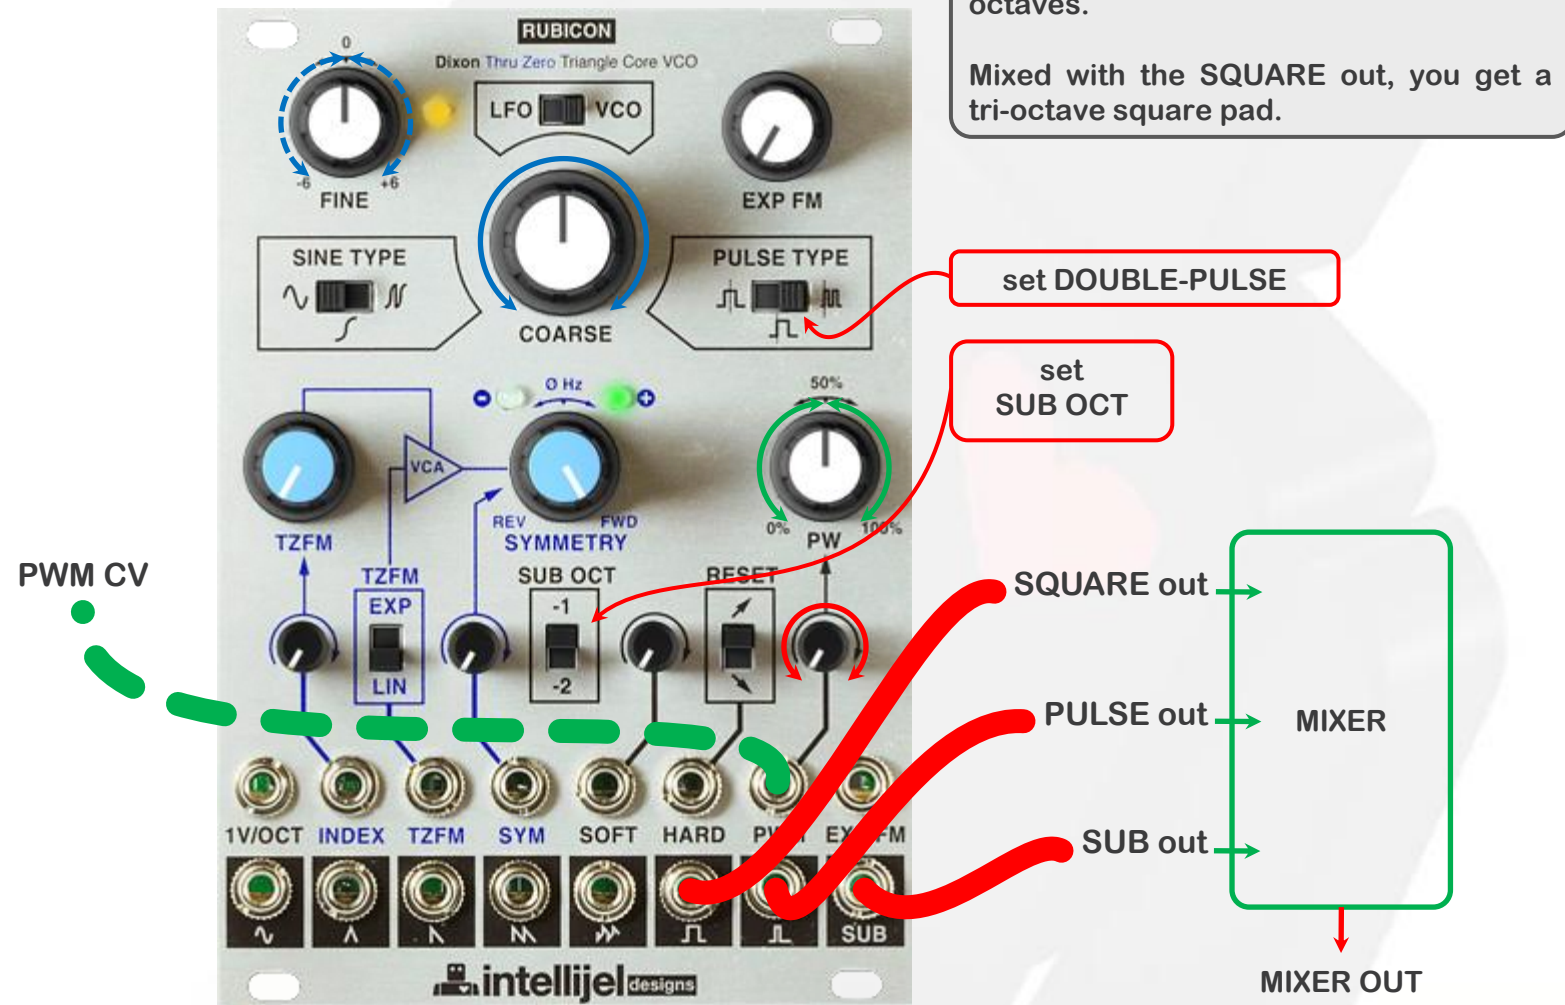 octaves.
Mixed with the SQUARE out, you get a
tri-octave square pad.
RUBICON
Dixon Thru Zero Triangle Core VCO
0
LFO VCO
-6 +6
FINE
EXP FM
SINE TYPE
PULSE TYPE
COARSE
set DOUBLE-PULSE
set
SUB OCT
Ø Hz
50%
VCA
REV FWD
0% 100%
TZFM
SYMMETRY
PW
PWM CV
TZFM
EXP
LIN
SUB OCT
-1
-2
RESET
SQUARE out
PULSE out
SUB out
MIXER
MIXER OUT
1V/OCT INDEX TZFM SYM SOFT HARD
SUB
intellijel designs